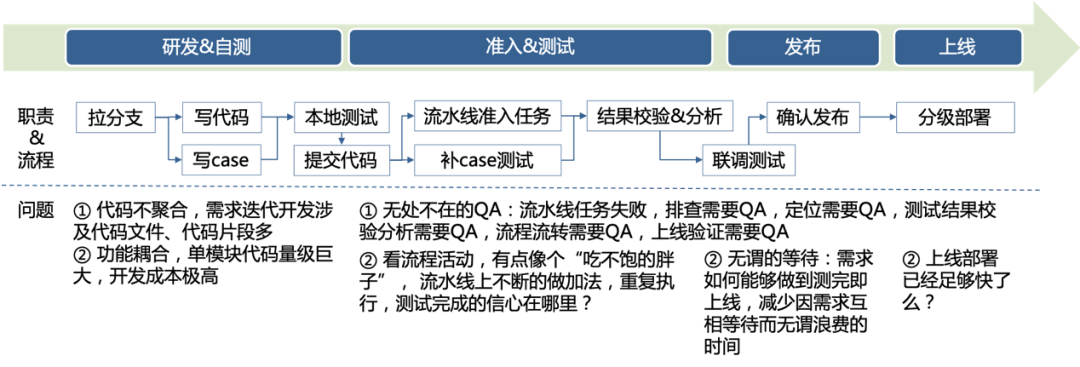 研发&自测
准入&测试
发布
上线
职责
&
流程
拉分支
写代码
写case
本地测试
提交代码
流水线准入任务
补case测试
结果校验&分析
联调测试
确认发布
分级部署
问题
① 代码不聚合，需求迭代开发涉
及代码文件、代码片段多
② 功能耦合，单模块代码量级巨
大，开发成本极高
① 无处不在的QA：流水线任务失败，排查需要QA，定位需要QA，测试结果校
验分析需要QA，流程流转需要QA，上线验证需要QA
② 看流程活动，有点像个“吃不饱的胖
子”，流水线上不断的做加法，重复执
行，测试完成的信心在哪里？
② 无谓的等待：需求
如何能够做到测完即
上线，减少因需求互
相等待而无谓浪费的
时间
② 上线部署
已经足够快了
么？